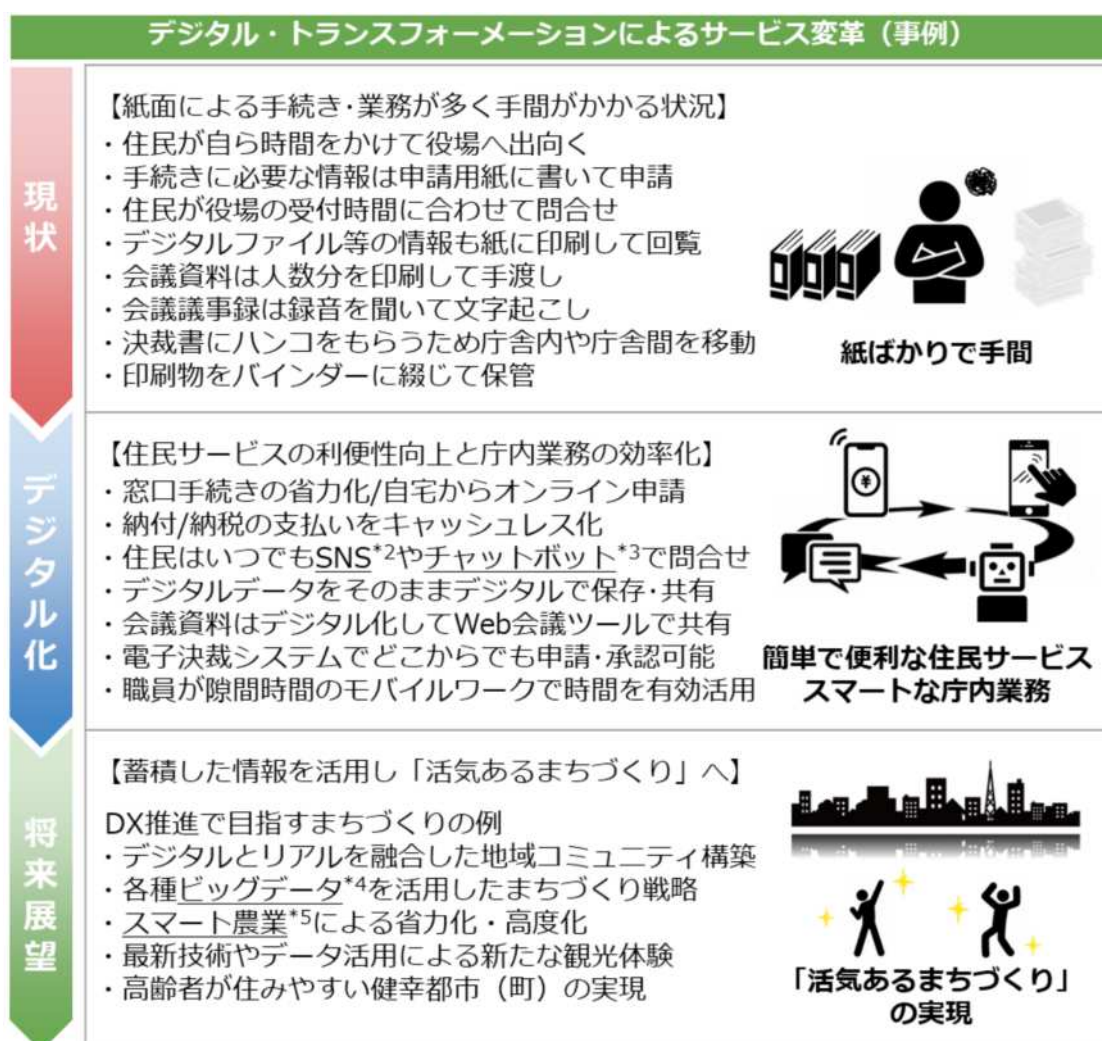 デジタル・トランスフォーメーションによるサービス変革（事例）
現状
【紙面による手続き・業務が多く手間がかかる状況】
・住民が自ら時間をかけて役場へ出向く
・手続きに必要な情報は申請用紙に書いて申請
・住民が役場の受付時間に合わせて問合せ
・デジタルファイル等の情報も紙に印刷して回覧
・会議資料は人数分を印刷して手渡し
・会議議事録は録音を聞いて文字起こし
・決裁書にハンコをもらうため庁舎内や庁舎間を移動
・印刷物をバインダーに綴じて保管
紙ばかりで手間
デジタル化
【住民サービスの利便性向上と庁内業務の効率化】
・窓口手続きの省力化/自宅からオンライン申請
・納付/納税の支払いをキャッシュレス化
・住民はいつでもSNS*2やチャットボット*3で問合せ
・デジタルデータをそのままデジタルで保存・共有
・会議資料はデジタル化してWeb会議ツールで共有
・電子決裁システムでどこからでも申請・承認可能
・職員が隙間時間のモバイルワークで時間を有効活用
¥
簡単で便利な住民サービス
スマートな庁内業務
将来展望
【蓄積した情報を活用し「活気あるまちづくり」へ】
DX推進で目指すまちづくりの例
・デジタルとリアルを融合した地域コミュニティ構築
・各種ビッグデータ*4を活用したまちづくり戦略
・スマート農業*5による省力化・高度化
・最新技術やデータ活用による新たな観光体験
・高齢者が住みやすい健幸都市（町）の実現
「活気あるまちづくり」
の実現